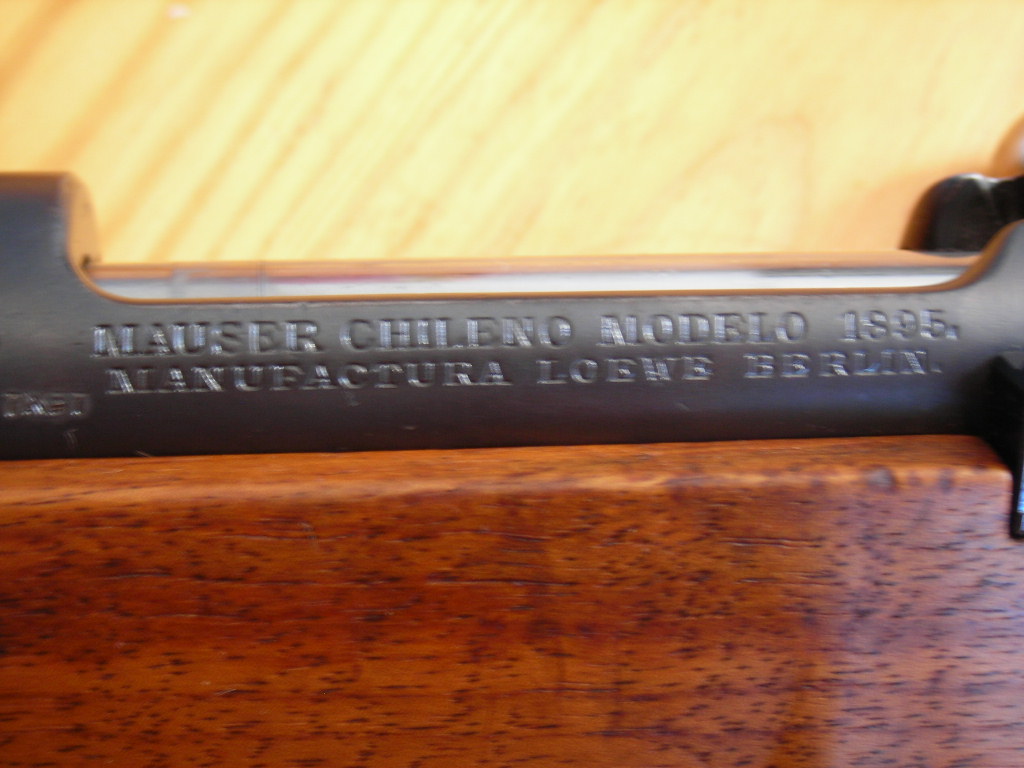 MAUSER CHILENO MODELO 1895.
MANUFACTURA LOEWE BERLIN.